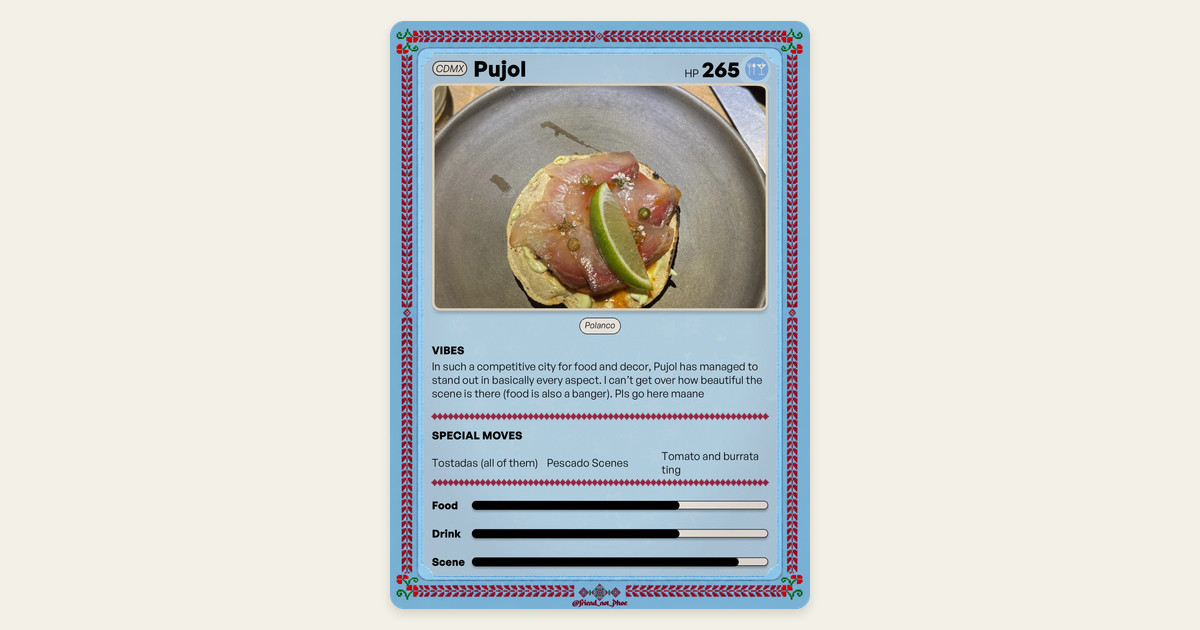 CDMX Pujol HP 265
Polanco
VIBES
In such a competitive city for food and decor, Pujol has managed to
stand out in basically every aspect. I can't get over how beautiful the
scene is there (food is also a banger). Pls go here maane
SPECIAL MOVES
Tostadas (all of them) Pescado Scenes Tomato and burrata
ting
Food
Drink
Scene
@friend_not_phoe